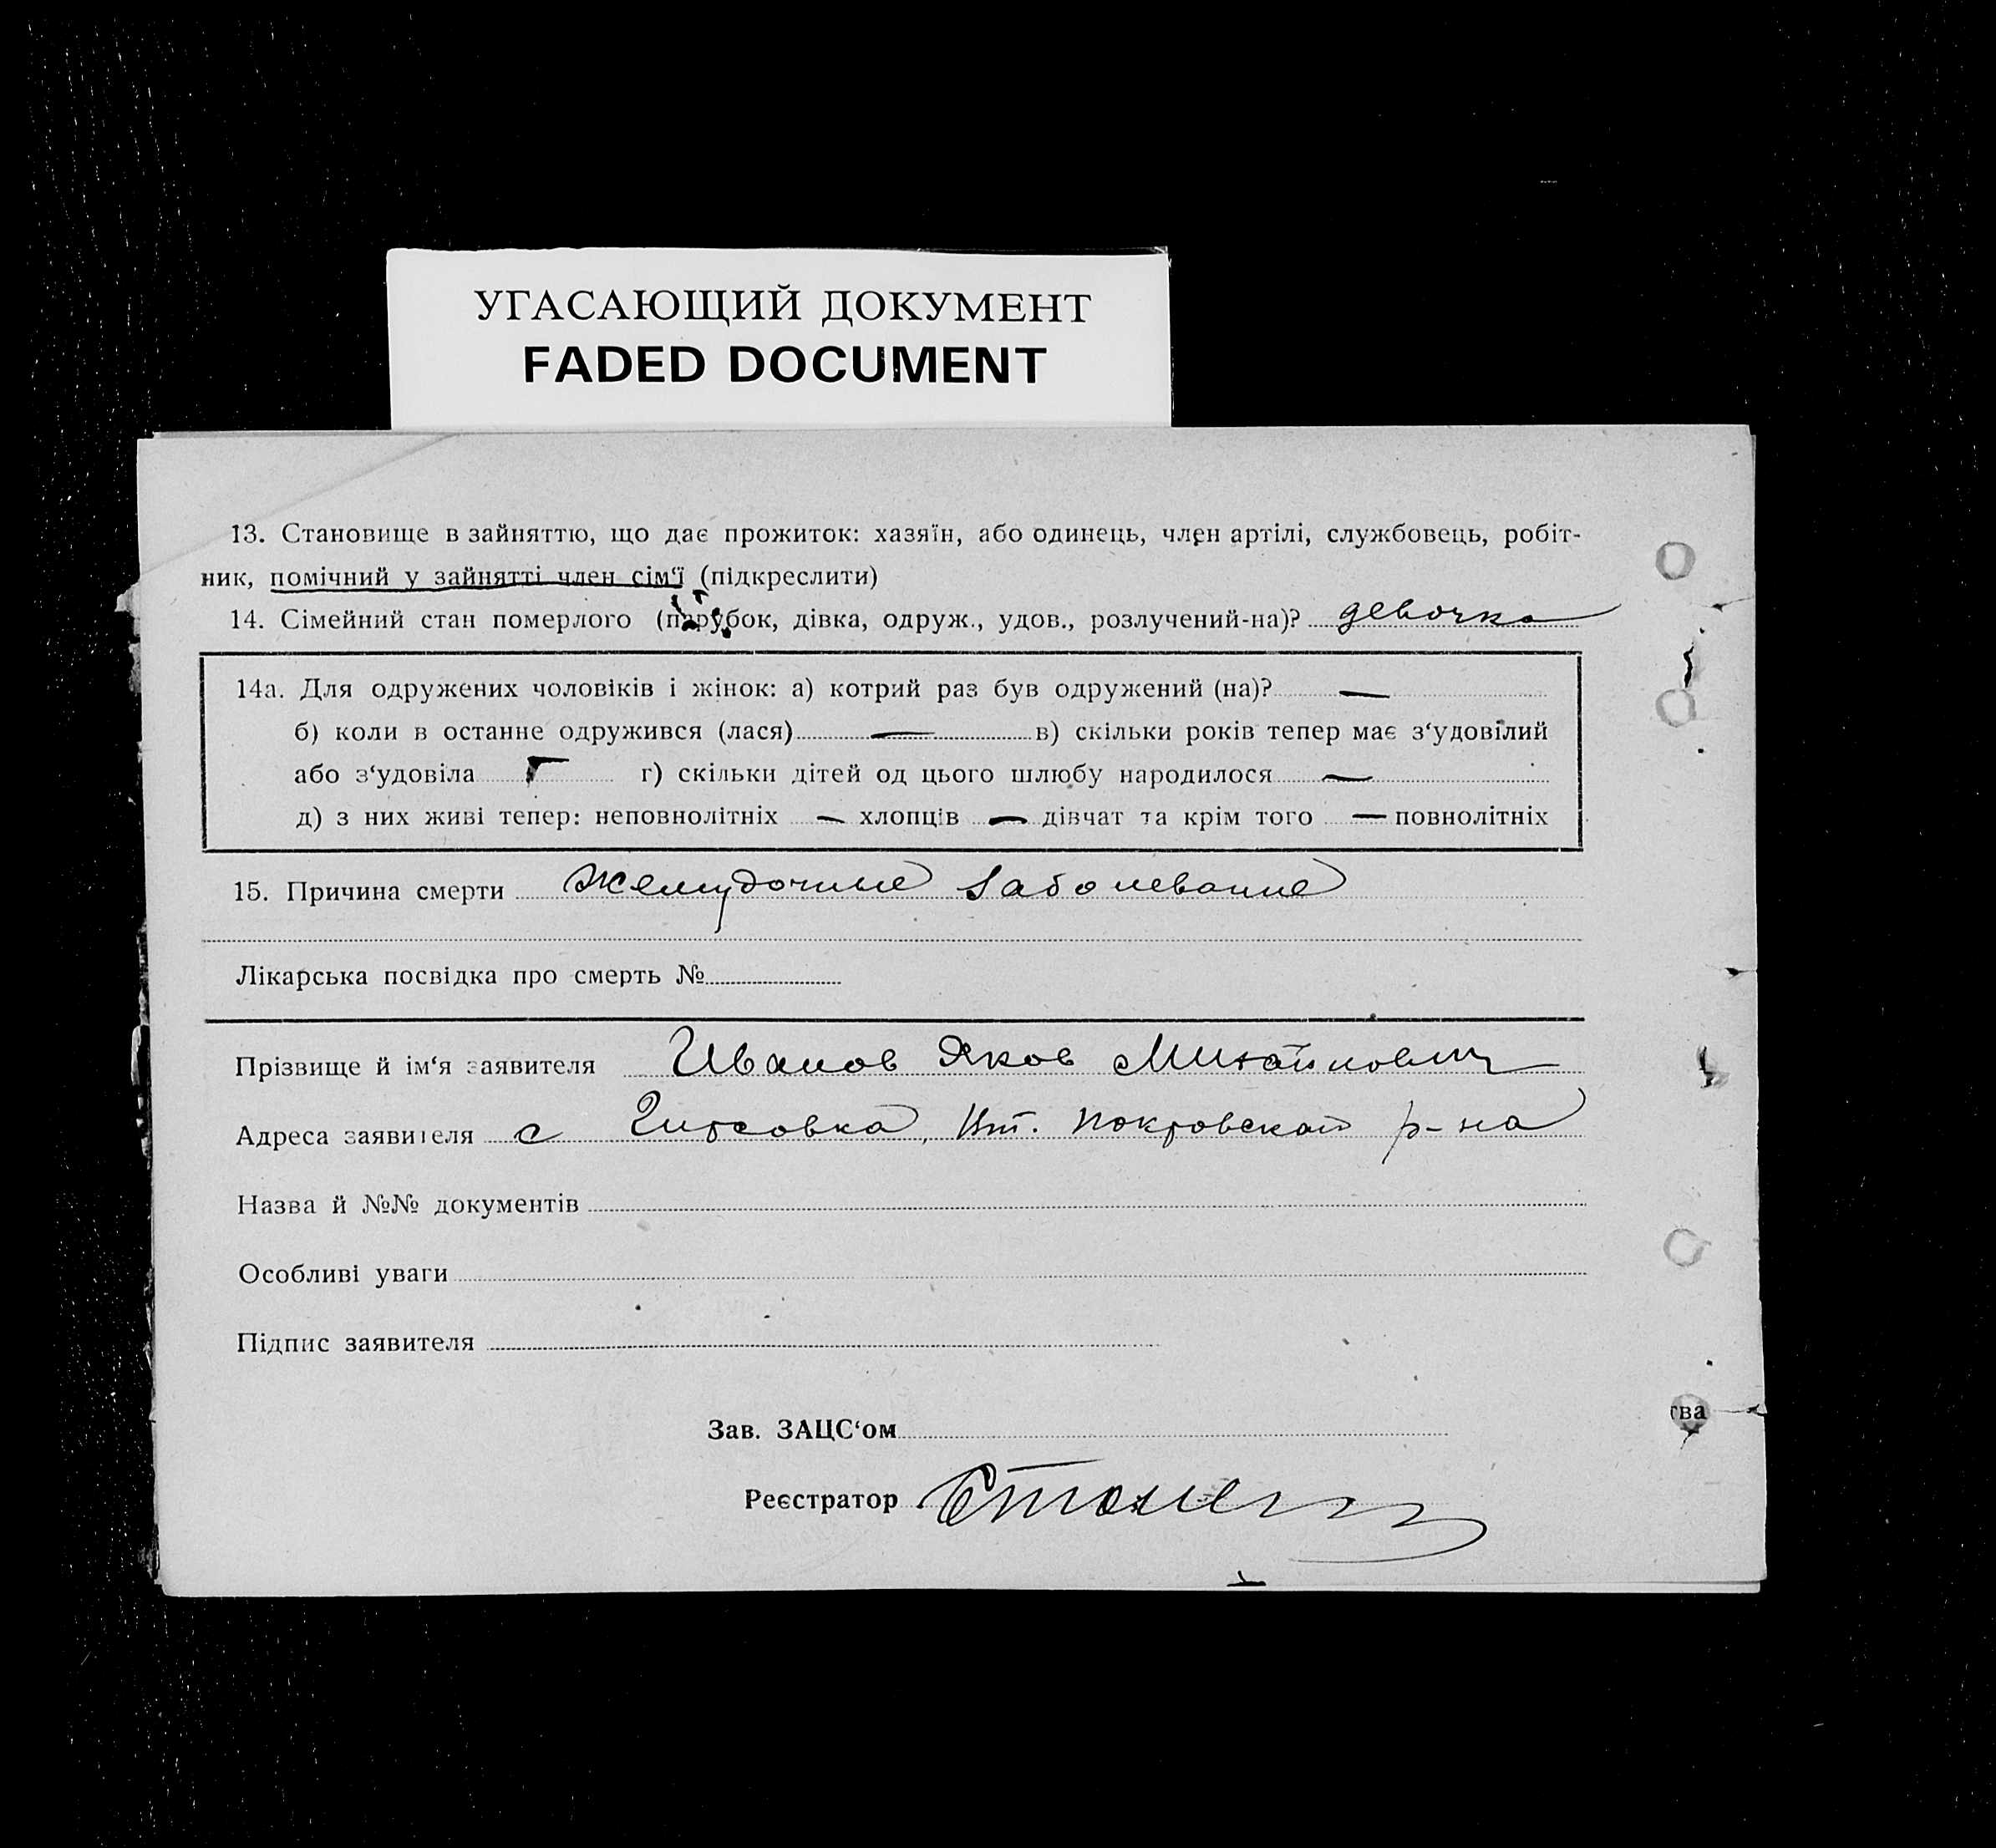 УГАСАЮЩИЙ ДОКУМЕНТ
FADED DOCUMENT
13. Становище в зайняттю, що дає прожиток: хазяїн, або одинець, член артілі, службовець, робіт-
ник, помічний у зайнятті член сім‘ї (підкреслити)
14. Сімейний стан померлого (парубок, дівка, одруж., удов., розлучений-на)? девочка
14а. Для одружених чоловіків і жінок: а) котрий раз був одружений (на)? —
б) коли в останне одружився (лася) — в) скільки років тепер має з‘удовілий
або з‘удовіла — г) скільки дітей од цього шлюбу народилося —
д) з них живі тепер: неповнолітніх — хлопців — дівчат та крім того — повнолітніх
15. Причина смерти Желудочные заболевание
Лікарська посвідка про смерть №
Прізвище й ім‘я заявителя Иванов Яков Михайлович
Адреса заявителя с покровского р-на
Назва й №№ документів
Особливі уваги
Підпис заявителя
Зав. ЗАЦС‘ом
тва
Реєстратор